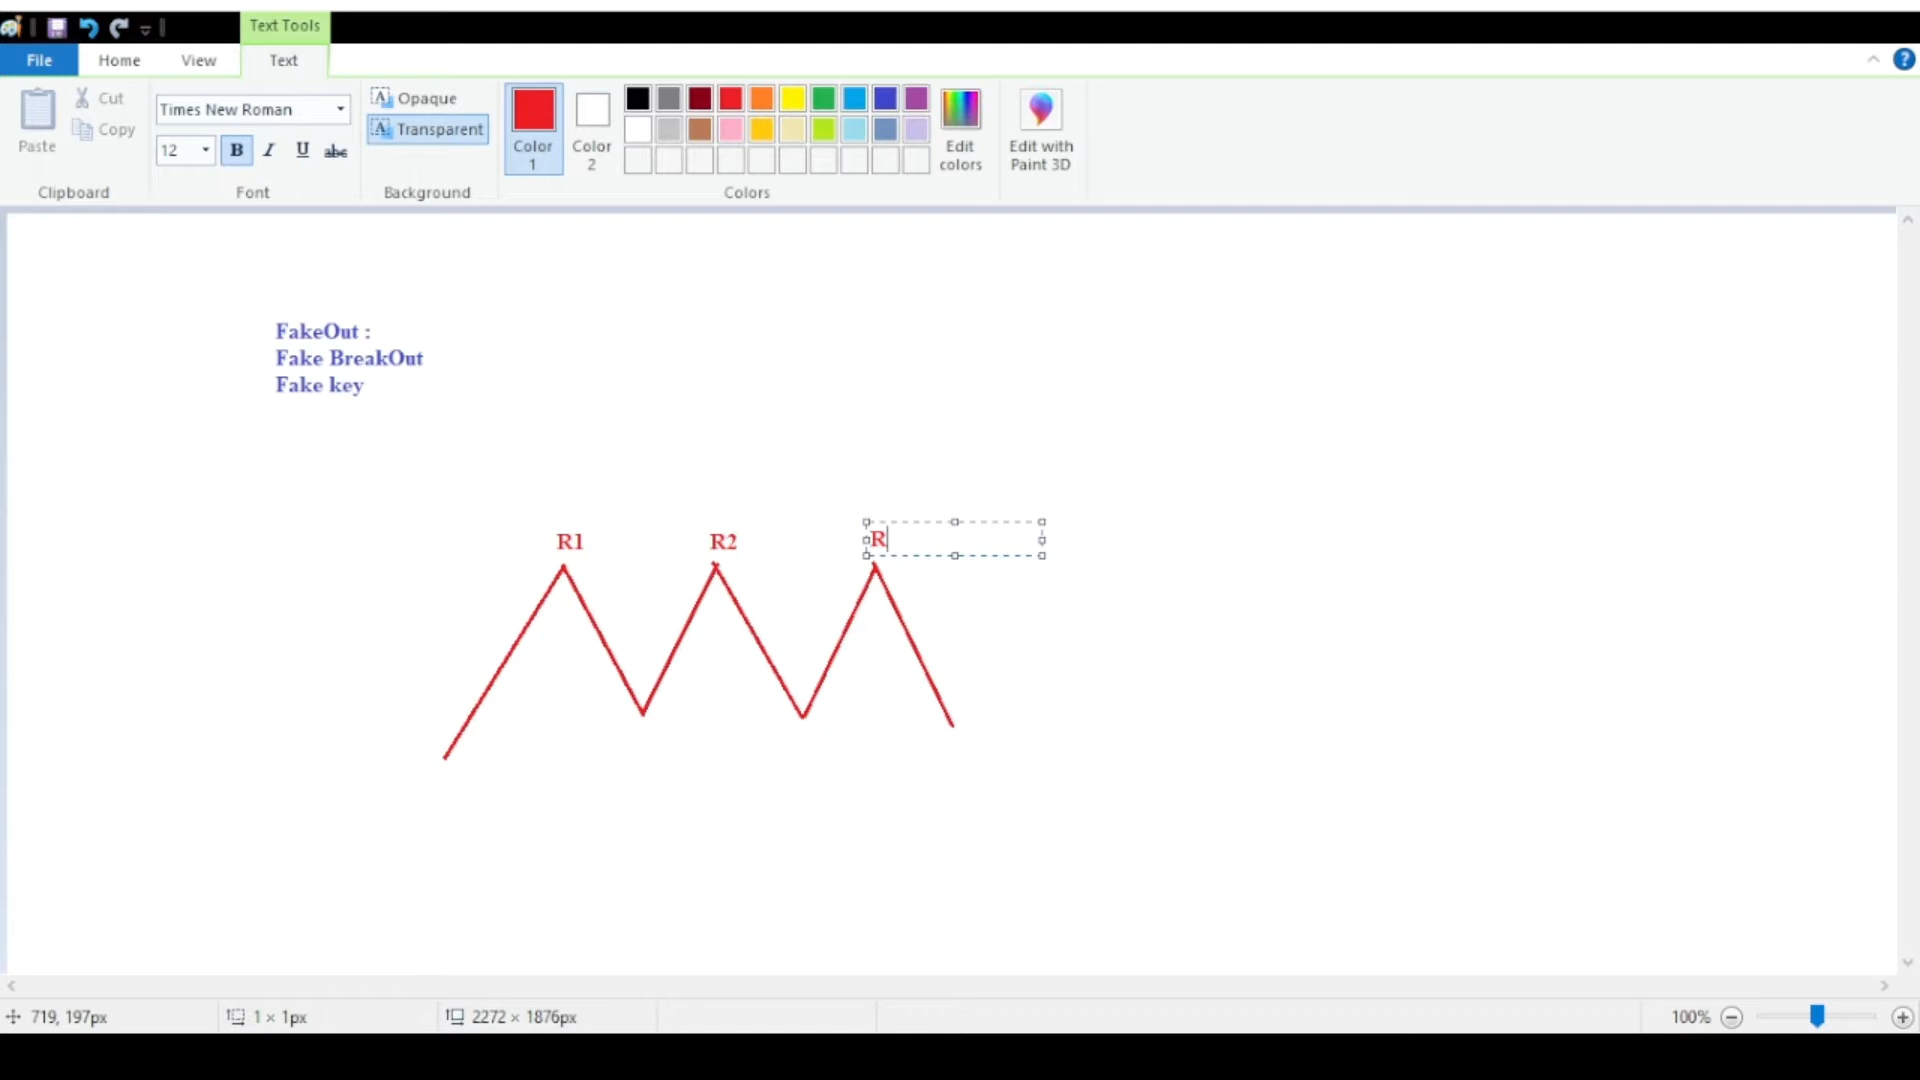 Text Tools
File
Home
View
Text
Paste
Cut
Copy
Clipboard
Times New Roman
12
B
I
U
abc
Font
A Opaque
A Transparent
Background
Color 1
Color 2
Edit colors
Colors
Edit with Paint 3D
?
FakeOut :
Fake BreakOut
Fake key
R1
R2
R
719, 197px
1 × 1px
2272 × 1876px
100%